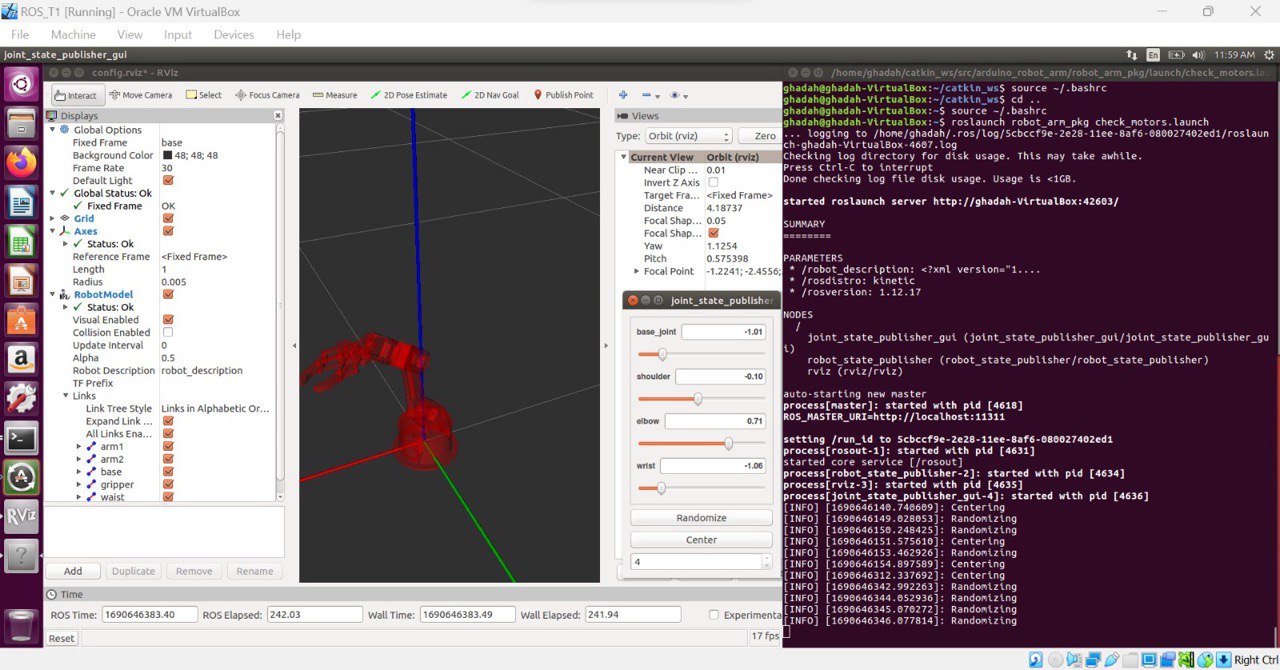 ROS_T1 [Running] - Oracle VM VirtualBox
File Machine View Input Devices Help
joint_state_publisher_gui En 11:59 AM
config.rviz* - RViz
Interact Move Camera Select Focus Camera Measure 2D Pose Estimate 2D Nav Goal Publish Point
Displays
Global Options
Fixed Frame base
Background Color 48; 48; 48
Frame Rate 30
Default Light
Global Status: Ok
Fixed Frame OK
Grid
Axes
Status: Ok
Reference Frame <Fixed Frame>
Length 1
Radius 0.005
RobotModel
Status: Ok
Visual Enabled
Collision Enabled
Update Interval 0
Alpha 0.5
Robot Description robot_description
TF Prefix
Links
Link Tree Style Links in Alphabetic Or...
Expand Link ...
All Links Ena...
arm1
arm2
base
gripper
waist
Add Duplicate Remove Rename
Views
Type: Orbit (rviz) Zero
Current View Orbit (rviz)
Near Clip ... 0.01
Invert Z Axis
Target Fra... <Fixed Frame>
Distance 4.18737
Focal Shap... 0.05
Focal Shap...
Yaw 1.1254
Pitch 0.575398
Focal Point -1.2241; -2.4556;
joint_state_publisher
base_joint -1.01
shoulder -0.10
elbow 0.71
wrist -1.06
Randomize
Center
4
Time
ROS Time: 1690646383.40 ROS Elapsed: 242.03 Wall Time: 1690646383.49 Wall Elapsed: 241.94 Experimenta
Reset 17 fps
RViz
/home/ghadah/catkin_ws/src/arduino_robot_arm/robot_arm_pkg/launch/check_motors.la
ghadah@ghadah-VirtualBox:~/catkin_ws$ source ~/.bashrc
ghadah@ghadah-VirtualBox:~/catkin_ws$ cd ..
ghadah@ghadah-VirtualBox:~$ source ~/.bashrc
ghadah@ghadah-VirtualBox:~$ roslaunch robot_arm_pkg check_motors.launch
... logging to /home/ghadah/.ros/log/5cbccf9e-2e28-11ee-8af6-080027402ed1/roslaun
ch-ghadah-VirtualBox-4607.log
Checking log directory for disk usage. This may take awhile.
Press Ctrl-C to interrupt
Done checking log file disk usage. Usage is <1GB.
started roslaunch server http://ghadah-VirtualBox:42603/
SUMMARY
========
PARAMETERS
* /robot_description: <?xml version="1....
* /rosdistro: kinetic
* /rosversion: 1.12.17
NODES
/
joint_state_publisher_gui (joint_state_publisher_gui/joint_state_publisher_gu
i)
robot_state_publisher (robot_state_publisher/robot_state_publisher)
rviz (rviz/rviz)
auto-starting new master
process[master]: started with pid [4618]
ROS_MASTER_URI=http://localhost:11311
setting /run_id to 5cbccf9e-2e28-11ee-8af6-080027402ed1
process[rosout-1]: started with pid [4631]
started core service [/rosout]
process[robot_state_publisher-2]: started with pid [4634]
process[rviz-3]: started with pid [4635]
process[joint_state_publisher_gui-4]: started with pid [4636]
[INFO] [1690646140.740609]: Centering
[INFO] [1690646149.028053]: Randomizing
[INFO] [1690646150.248425]: Randomizing
[INFO] [1690646151.575610]: Centering
[INFO] [1690646153.462926]: Randomizing
[INFO] [1690646154.897589]: Centering
[INFO] [1690646312.337692]: Centering
[INFO] [1690646342.992263]: Randomizing
[INFO] [1690646344.052936]: Randomizing
[INFO] [1690646345.070272]: Randomizing
[INFO] [1690646346.077814]: Randomizing
Right Ctrl